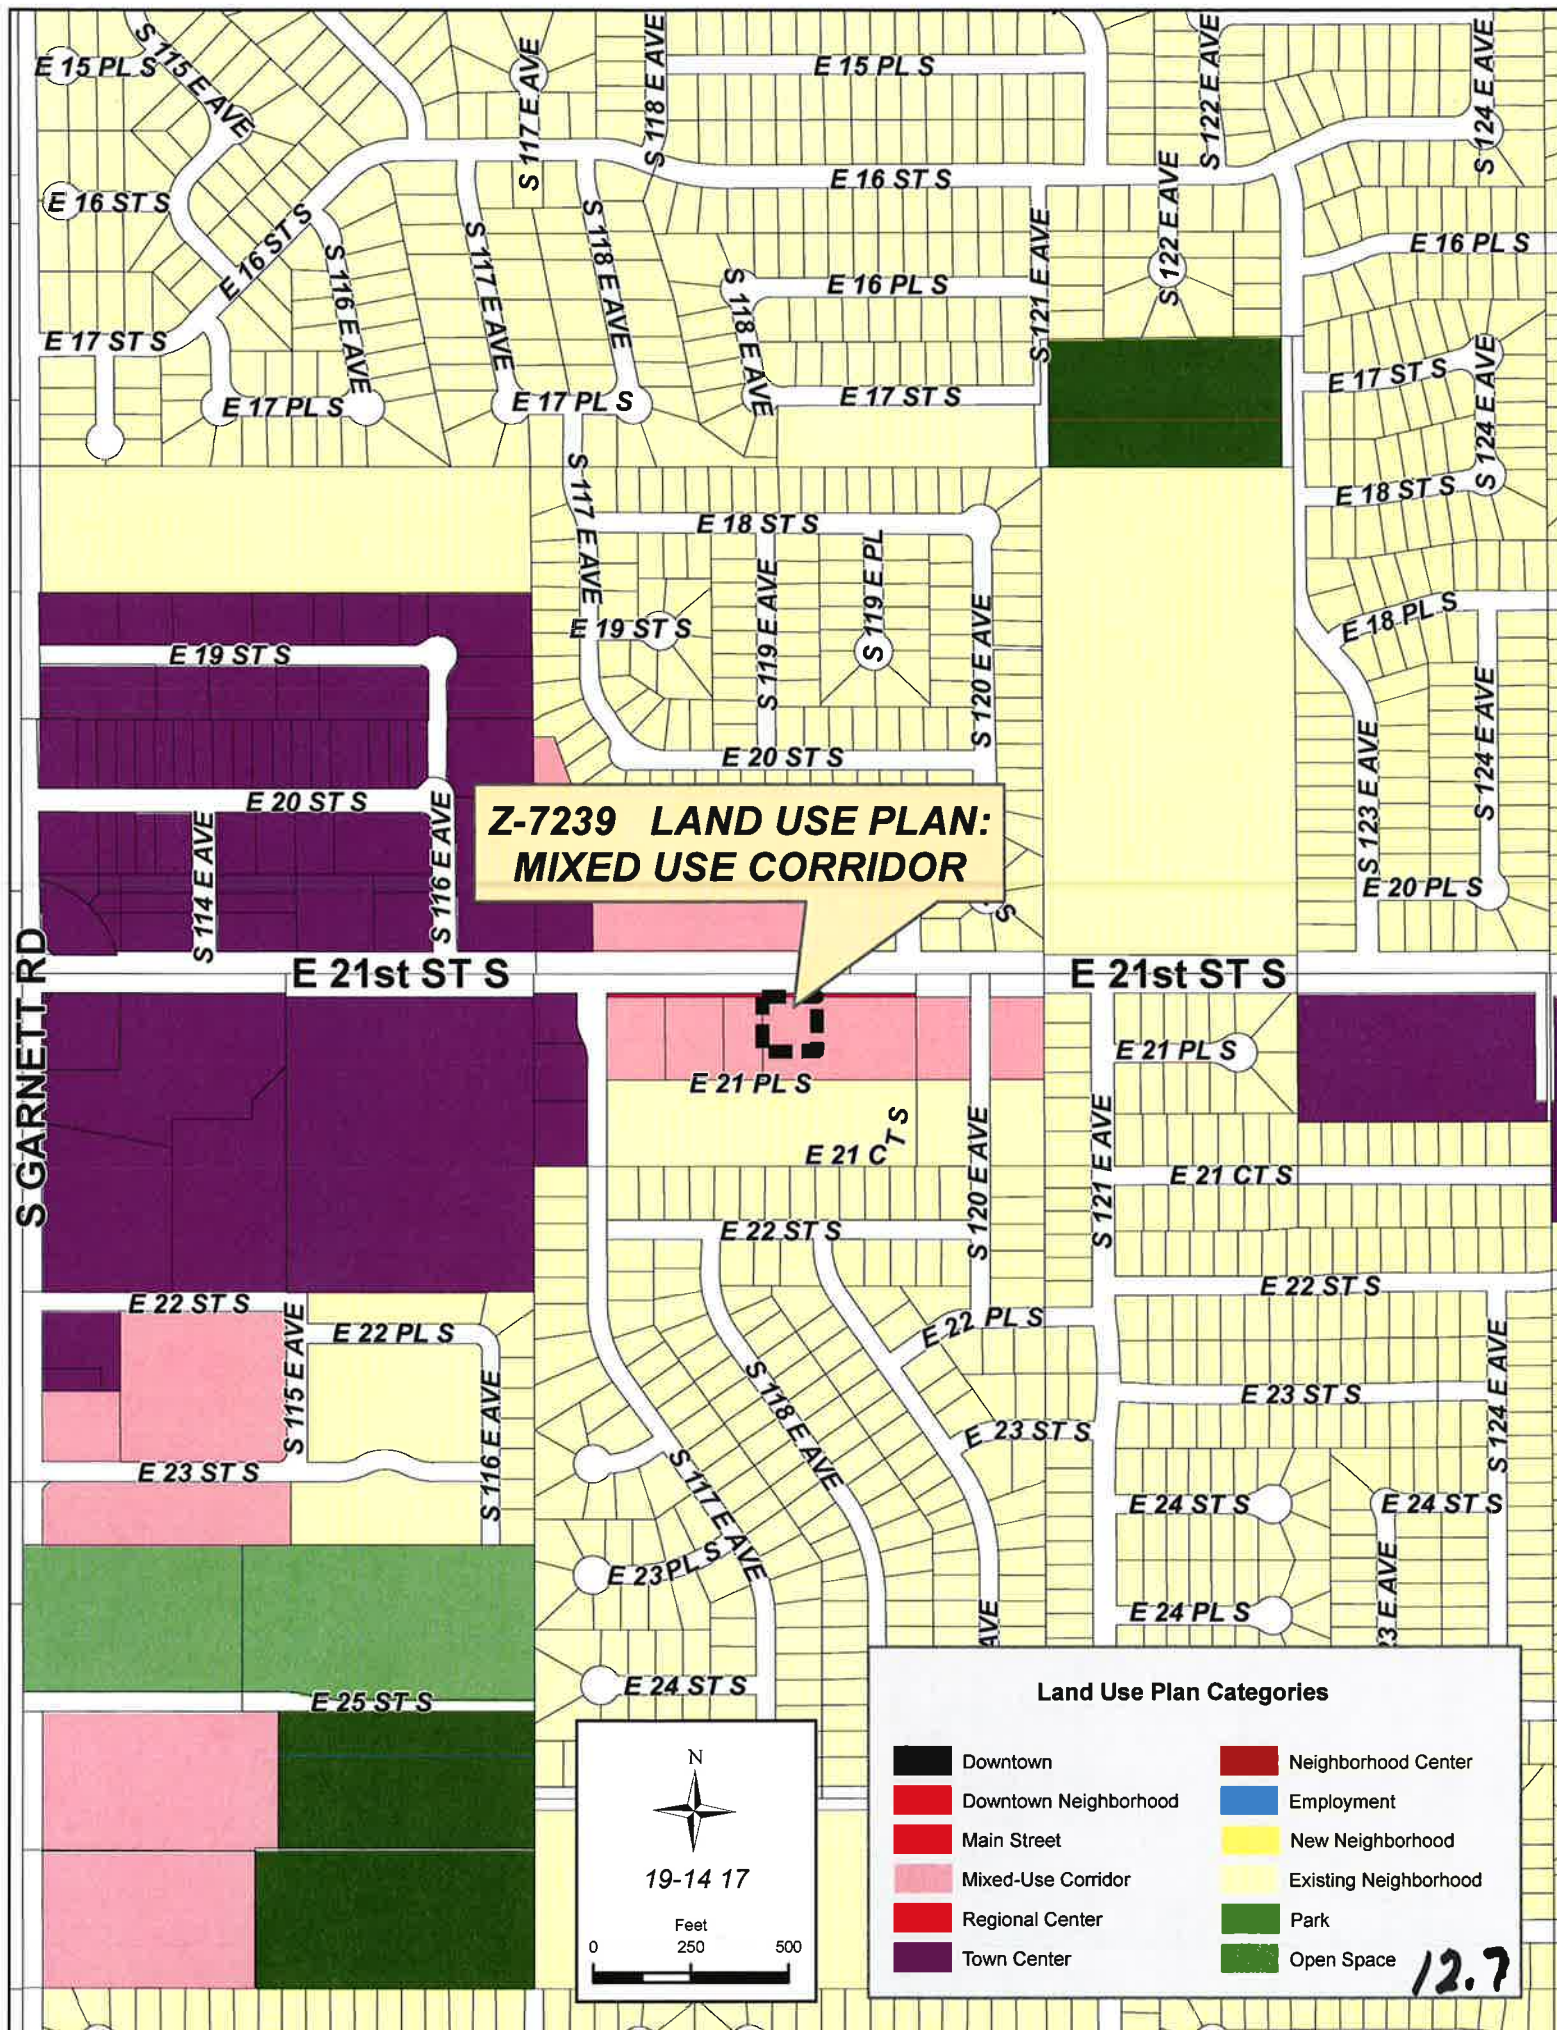 E 15 PL S
S 115 E AVE
S 117 E AVE
S 118 E AVE
E 15 PL S
S 122 E AVE
S 124 E AVE
E 16 ST S
E 16 ST S
E 16 ST S
S 122 E AVE
E 16 PL S
S 116 E AVE
S 117 E AVE
S 118 E AVE
S 118 E AVE
E 16 PL S
S 121 E AVE
E 17 ST S
E 17 PL S
E 17 PL S
E 17 ST S
E 17 ST S
S 124 E AVE
S 117 E AVE
E 18 ST S
E 18 ST S
S 119 E AVE
S 119 E PL
S
S 120 E AVE
E 19 ST S
E 19 ST S
E 18 PL S
E 20 ST S
S 123 E AVE
S 124 E AVE
E 20 ST S
S 114 E AVE
S 116 E AVE
Z-7239 LAND USE PLAN:
MIXED USE CORRIDOR
E 20 PL S
S
S GARNETT RD
E 21st ST S
E 21st ST S
E 21 PL S
E 21 PL S
E 21 CT S
E 21 CT S
S 120 E AVE
S 121 E AVE
E 22 ST S
E 22 ST S
E 22 ST S
S 115 E AVE
E 22 PL S
E 22 PL S
S 116 E AVE
S 118 E AVE
E 23 ST S
S 124 E AVE
E 23 ST S
E 23 ST S
S 117 E AVE
E 24 ST S
E 24 ST S
E 23 PL S
AVE
E 24 PL S
23 E AVE
E 24 ST S
E 25 ST S
N
19-14 17
Feet
0 250 500
Land Use Plan Categories
Downtown
Downtown Neighborhood
Main Street
Mixed-Use Corridor
Regional Center
Town Center
Neighborhood Center
Employment
New Neighborhood
Existing Neighborhood
Park
Open Space
12.7